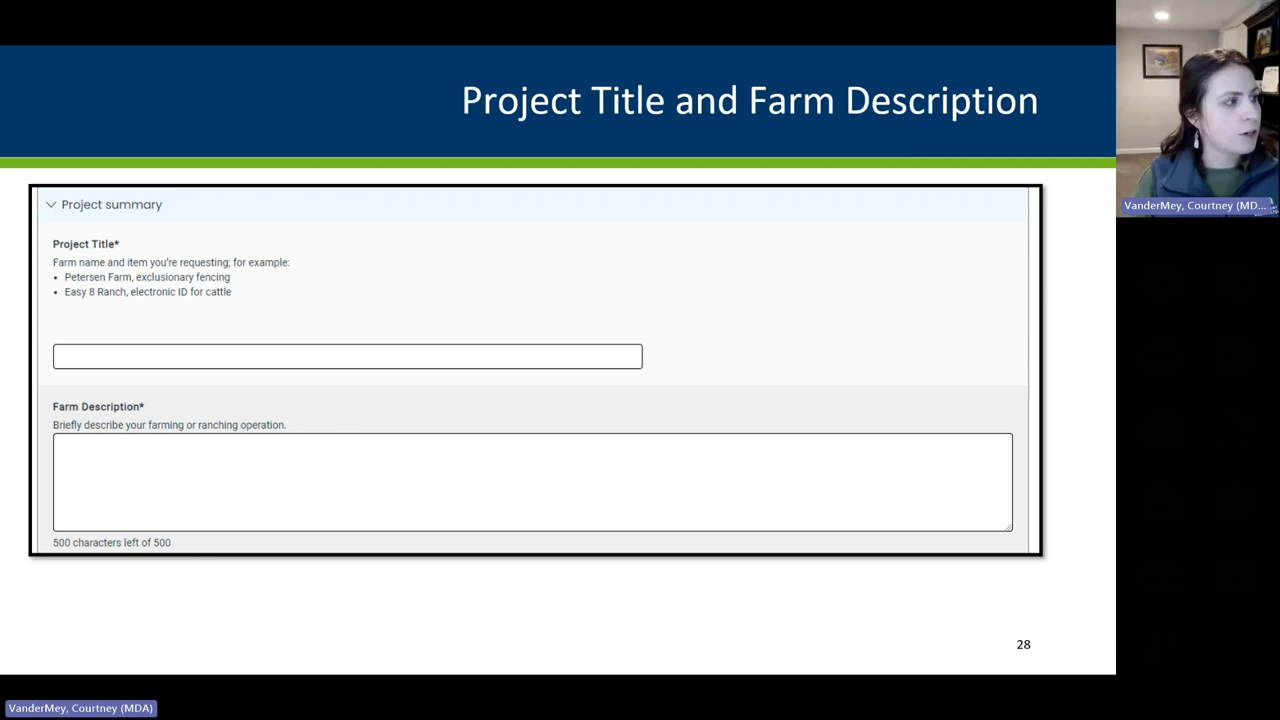 Project Title and Farm Description
Project summary
Project Title*
Farm name and item you're requesting; for example:
• Petersen Farm, exclusionary fencing
• Easy 8 Ranch, electronic ID for cattle
Farm Description*
Briefly describe your farming or ranching operation.
500 characters left of 500
28
VanderMey, Courtney (MD...
VanderMey, Courtney (MDA)